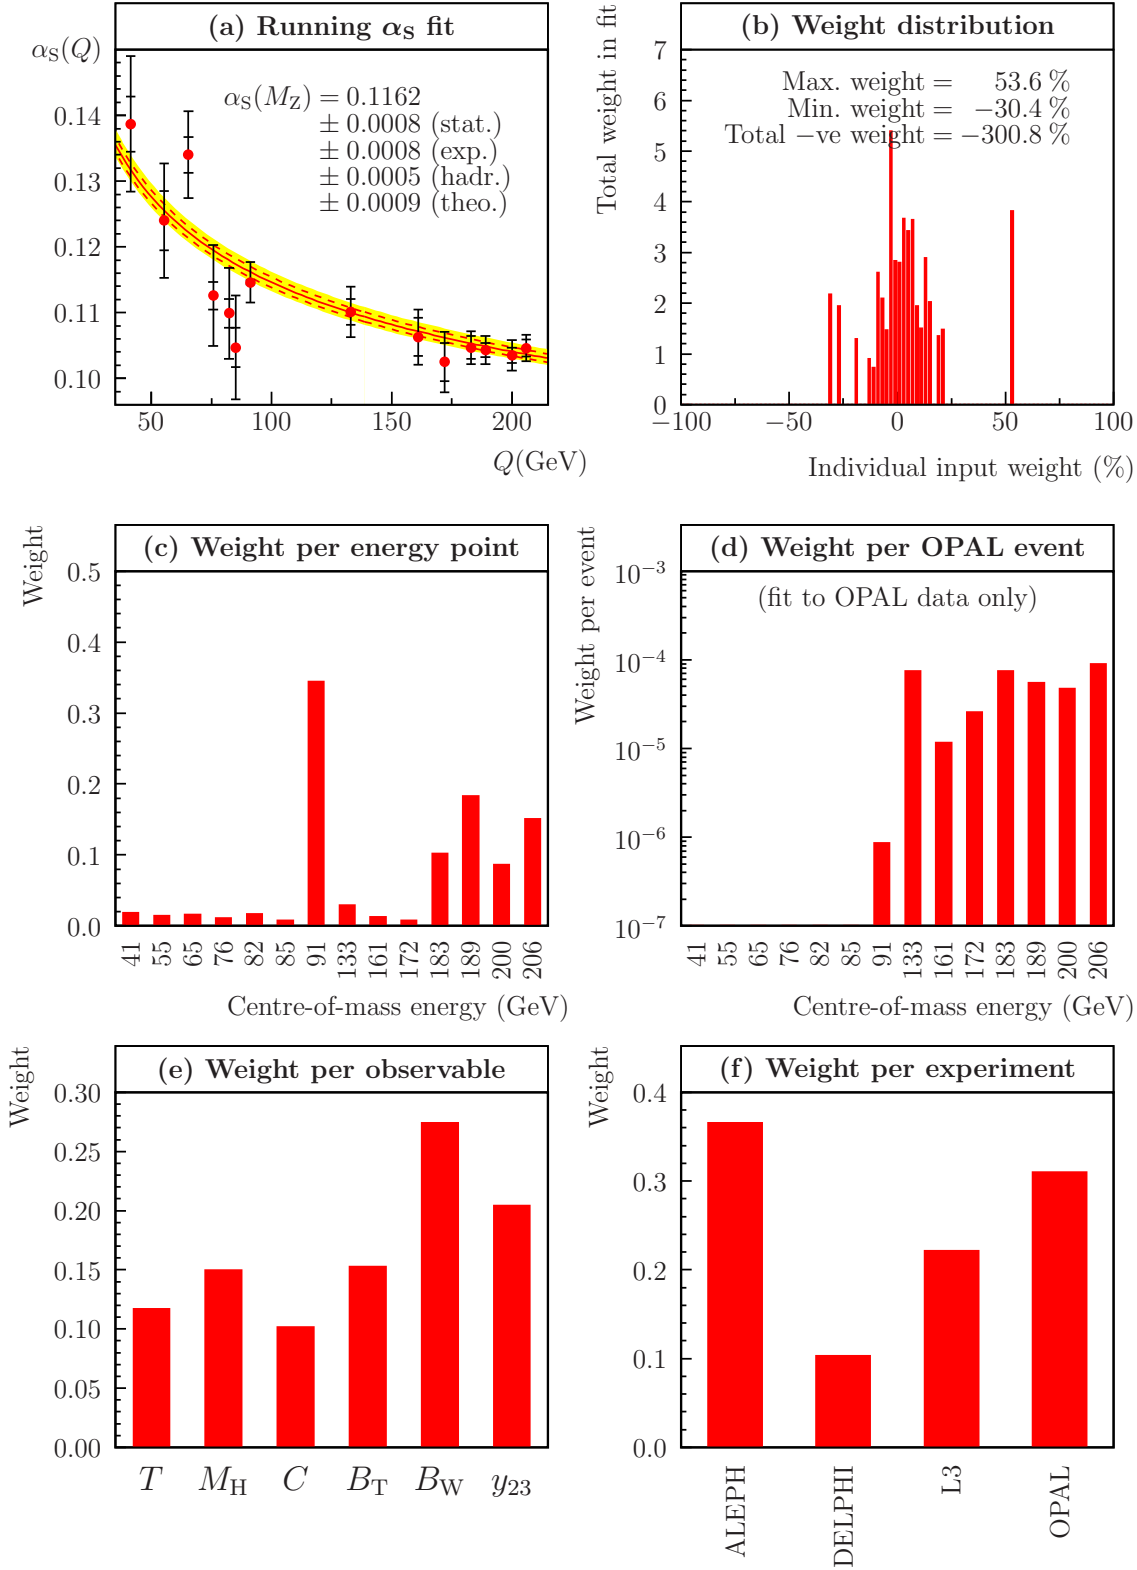 (a) Running αS fit
αS(Q)
0.14
0.13
0.12
0.11
0.10
αS(MZ) = 0.1162
± 0.0008 (stat.)
± 0.0008 (exp.)
± 0.0005 (hadr.)
± 0.0009 (theo.)
50 100 150 200
Q(GeV)
(b) Weight distribution
Total weight in fit
7
6
5
4
3
2
1
0
Max. weight = 53.6 %
Min. weight = −30.4 %
Total −ve weight = −300.8 %
−100 −50 0 50 100
Individual input weight (%)
(c) Weight per energy point
Weight
0.5
0.4
0.3
0.2
0.1
0.0
41 55 65 76 82 85 91 133 161 172 183 189 200 206
Centre-of-mass energy (GeV)
(d) Weight per OPAL event
Weight per event
(fit to OPAL data only)
10−3
10−4
10−5
10−6
10−7
41 55 65 76 82 85 91 133 161 172 183 189 200 206
Centre-of-mass energy (GeV)
(e) Weight per observable
Weight
0.30
0.25
0.20
0.15
0.10
0.05
0.00
T MH C BT BW y23
(f) Weight per experiment
Weight
0.4
0.3
0.2
0.1
0.0
ALEPH DELPHI L3 OPAL